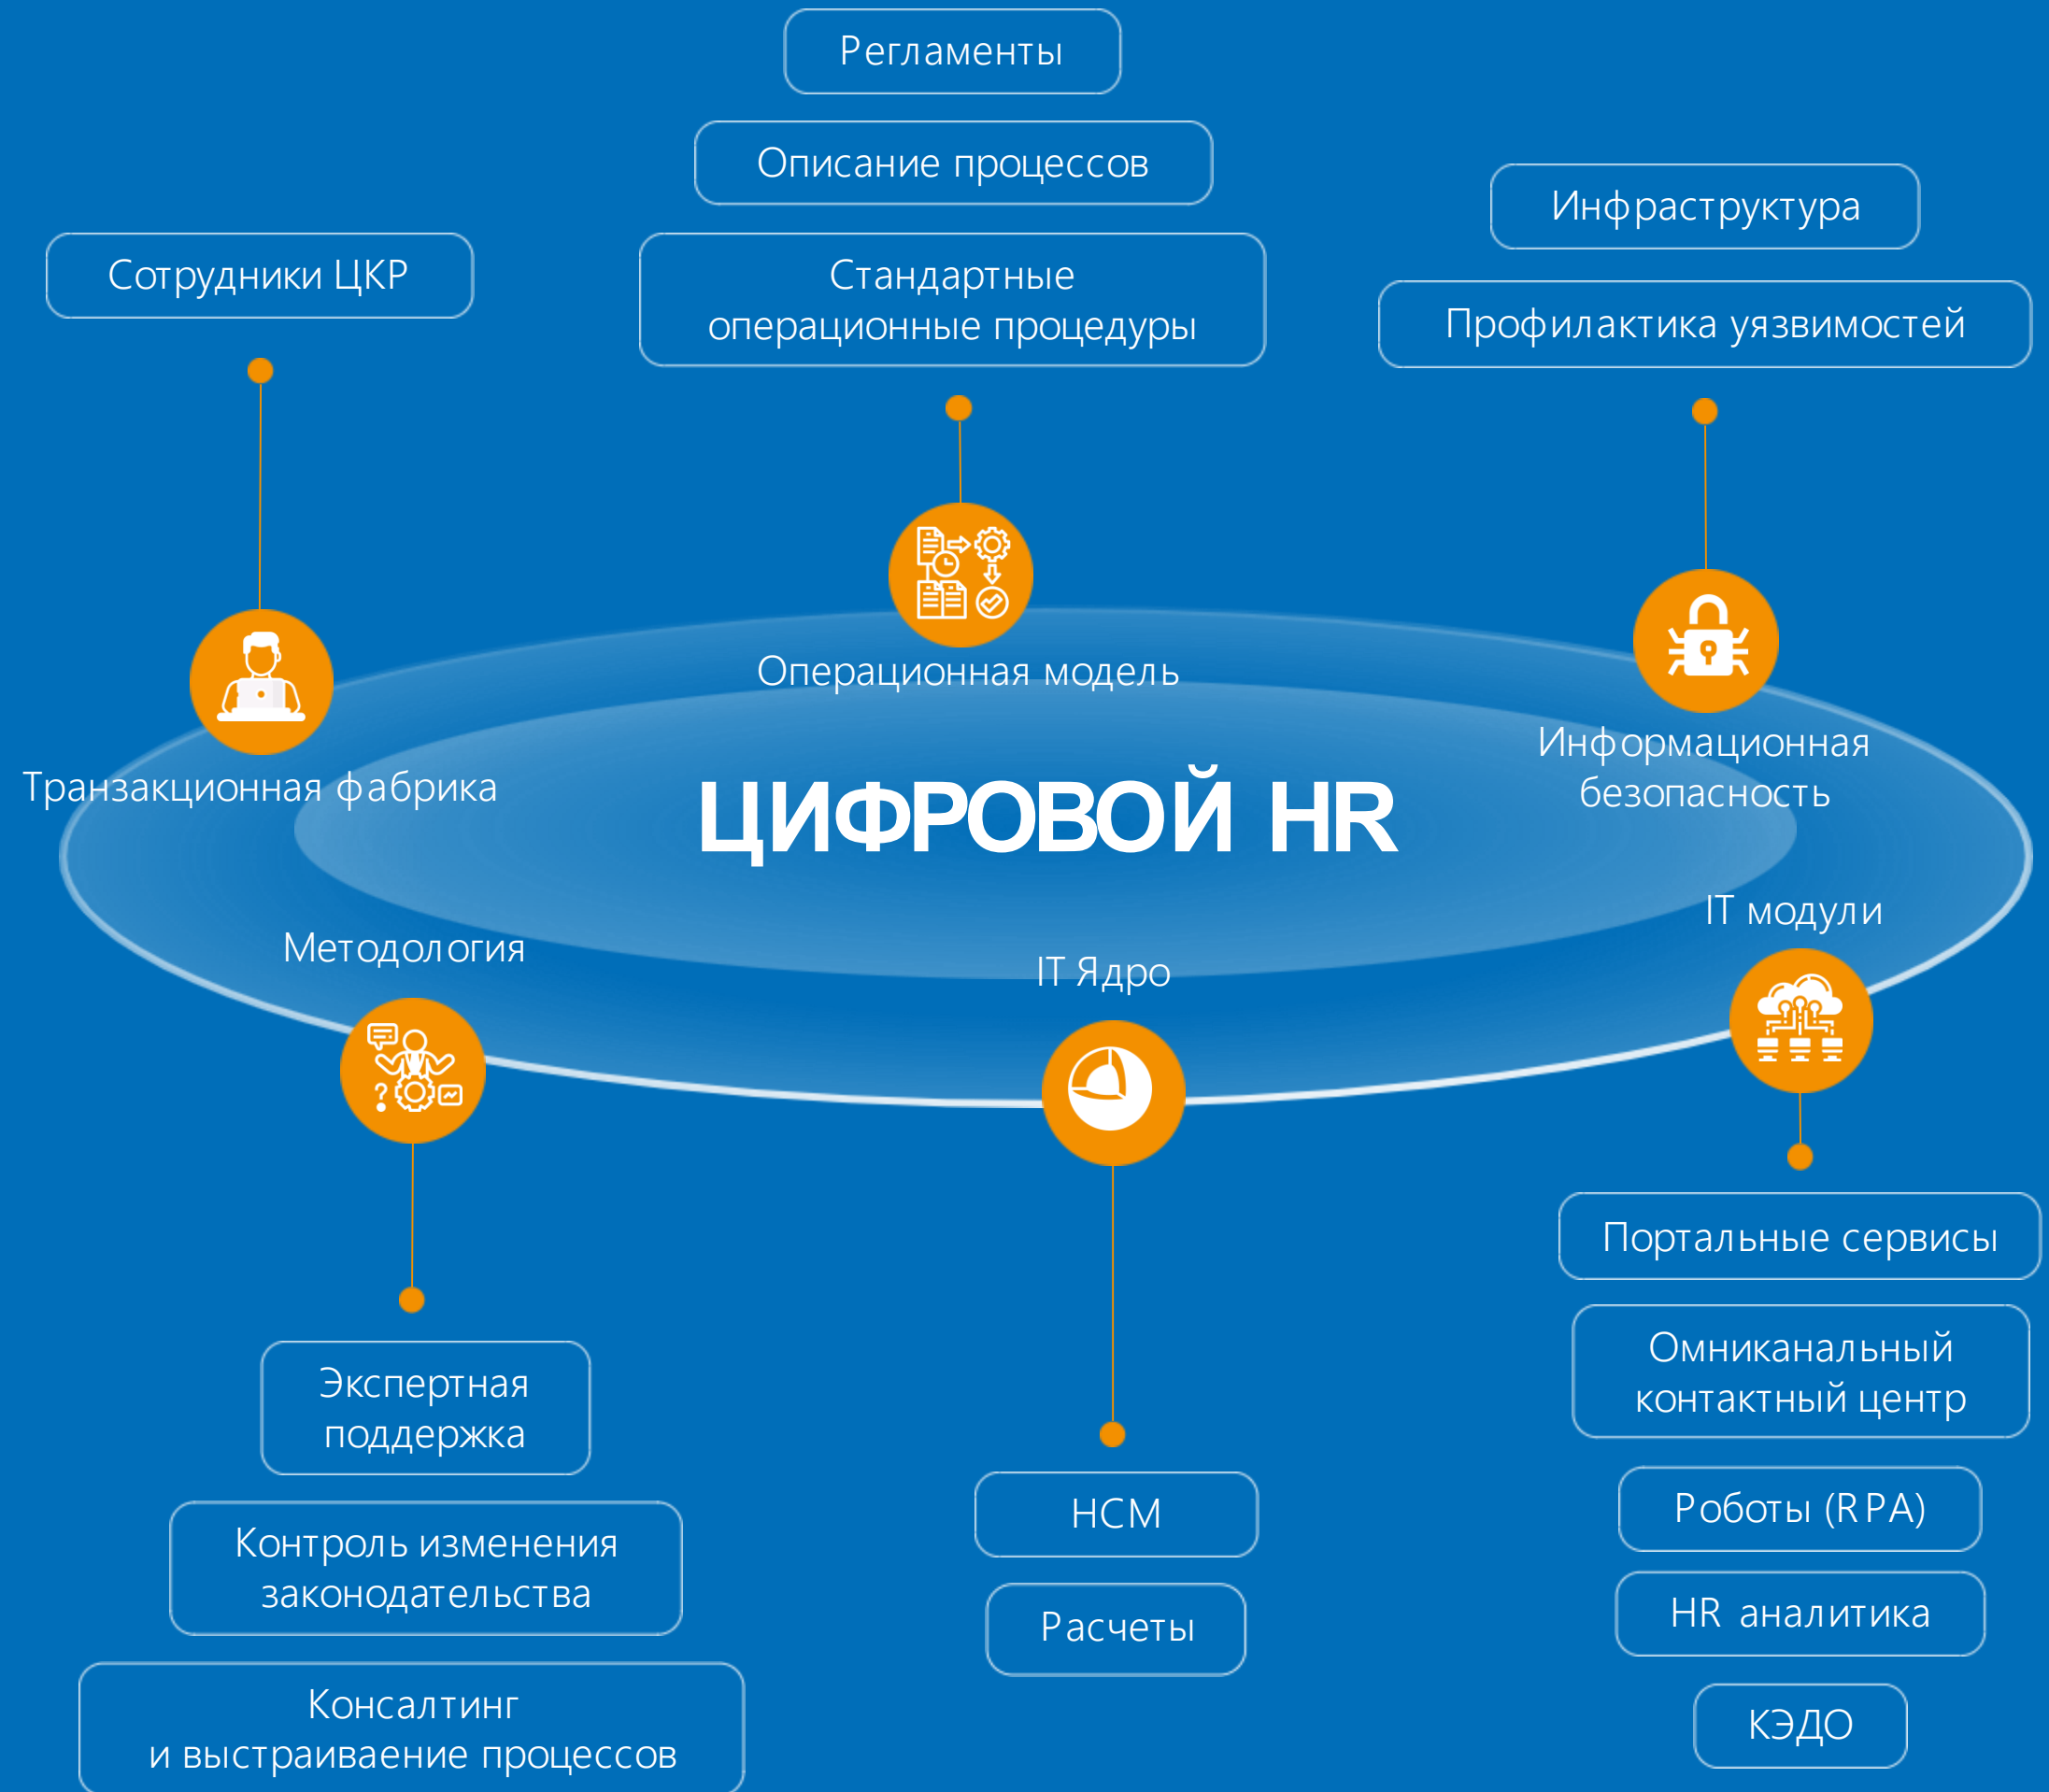 Регламенты
Описание процессов
Стандартные
операционные процедуры
Инфраструктура
Профилактика уязвимостей
Сотрудники ЦКР
Операционная модель
Транзакционная фабрика
Информационная
безопасность
ЦИФРОВОЙ HR
Методология
IT Ядро
IT модули
Экспертная
поддержка
Контроль изменения
законодательства
Консалтинг
и выстраиваение процессов
HCM
Расчеты
Портальные сервисы
Омниканальный
контактный центр
Роботы (RPA)
HR аналитика
КЭДО